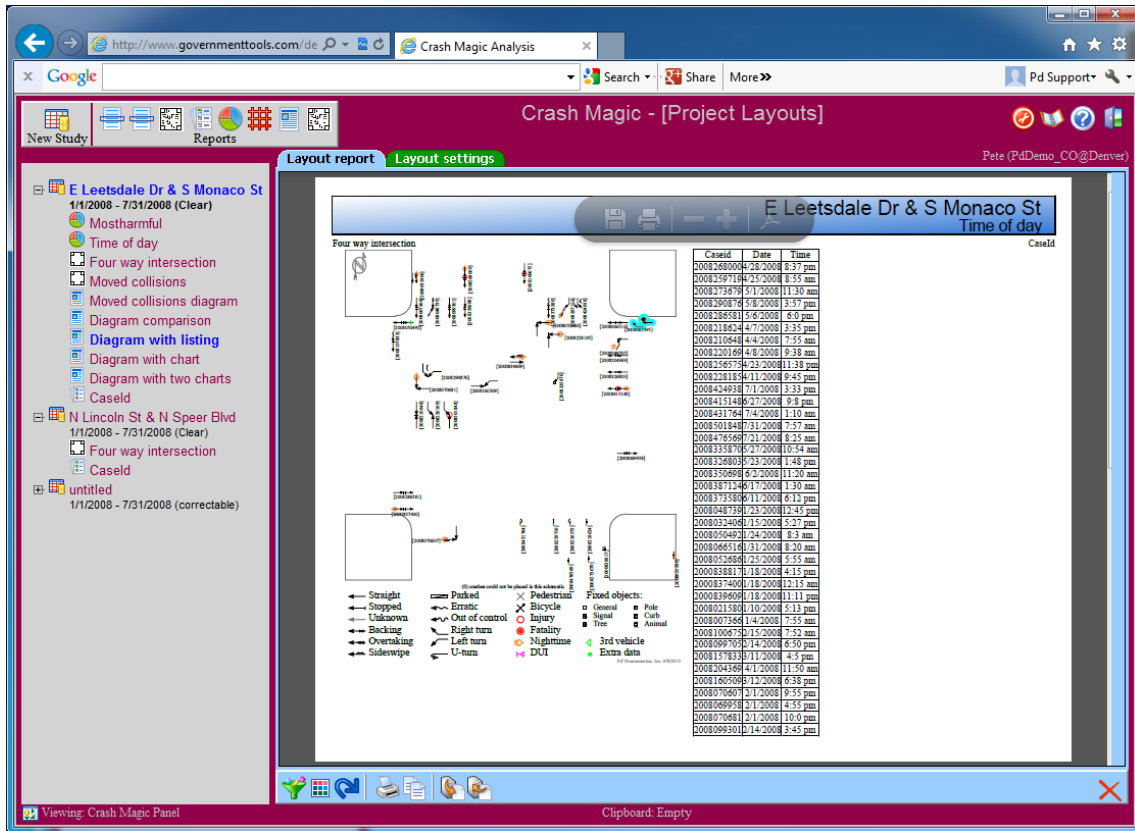 http://www.governmenttools.com/de
Crash Magic Analysis
x Google
Search
Share
More»
Pd Support
Crash Magic - [Project Layouts]
New Study
Reports
Layout report
Layout settings
Pete (PdDemo_CO@Denver)
E Leetsdale Dr & S Monaco St
1/1/2008 - 7/31/2008 (Clear)
Mostharmful
Time of day
Four way intersection
Moved collisions
Moved collisions diagram
Diagram comparison
Diagram with listing
Diagram with chart
Diagram with two charts
CaseId
N Lincoln St & N Speer Blvd
1/1/2008 - 7/31/2008 (Clear)
Four way intersection
CaseId
untitled
1/1/2008 - 7/31/2008 (correctable)
E Leetsdale Dr & S Monaco St
Time of day
Four way intersection
CaseId
(0) crashes could not be placed in this schematic
Straight
Stopped
Unknown
Backing
Overtaking
Sideswipe
Parked
Erratic
Out of control
Right turn
Left turn
U-turn
Pedestrian
Bicycle
Injury
Fatality
Nighttime
DUI
Fixed objects:
General
Signal
Tree
Pole
Curb
Animal
3rd vehicle
Extra data
Caseid Date Time
2008268000 4/28/2008 8:37 pm
2008259719 4/25/2008 8:55 am
2008273679 5/1/2008 11:30 am
2008290876 5/8/2008 3:57 pm
2008286581 5/6/2008 6:0 pm
2008218624 4/7/2008 3:35 pm
2008210648 4/4/2008 7:55 am
2008220169 4/8/2008 9:38 am
2008256575 4/23/2008 11:38 pm
2008228185 4/11/2008 9:45 pm
2008424938 7/1/2008 3:33 pm
2008415148 6/27/2008 9:8 pm
2008431764 7/4/2008 1:10 am
2008501848 7/31/2008 7:57 am
2008476569 7/21/2008 8:25 am
2008335870 5/27/2008 10:54 am
2008326803 5/23/2008 1:48 pm
2008350698 6/2/2008 11:20 am
2008387124 6/17/2008 1:30 am
2008373580 6/11/2008 6:12 pm
2008048739 1/23/2008 12:45 pm
2008032406 1/15/2008 5:27 pm
2008050492 1/24/2008 8:3 am
2008066516 1/31/2008 8:20 am
2008052686 1/25/2008 5:55 am
2008838817 1/18/2008 4:15 pm
2008837400 1/18/2008 12:15 am
2008839609 1/18/2008 11:11 pm
2008021580 1/10/2008 5:13 pm
2008007366 1/4/2008 7:55 am
2008100675 2/15/2008 7:52 am
2008099705 2/14/2008 6:50 pm
2008157833 3/11/2008 4:5 pm
2008204369 4/1/2008 11:50 am
2008160509 3/12/2008 6:38 pm
2008070607 2/1/2008 9:55 pm
2008069958 2/1/2008 4:55 pm
2008070681 2/1/2008 10:0 pm
2008099301 2/14/2008 3:45 pm
Viewing: Crash Magic Panel
Clipboard: Empty